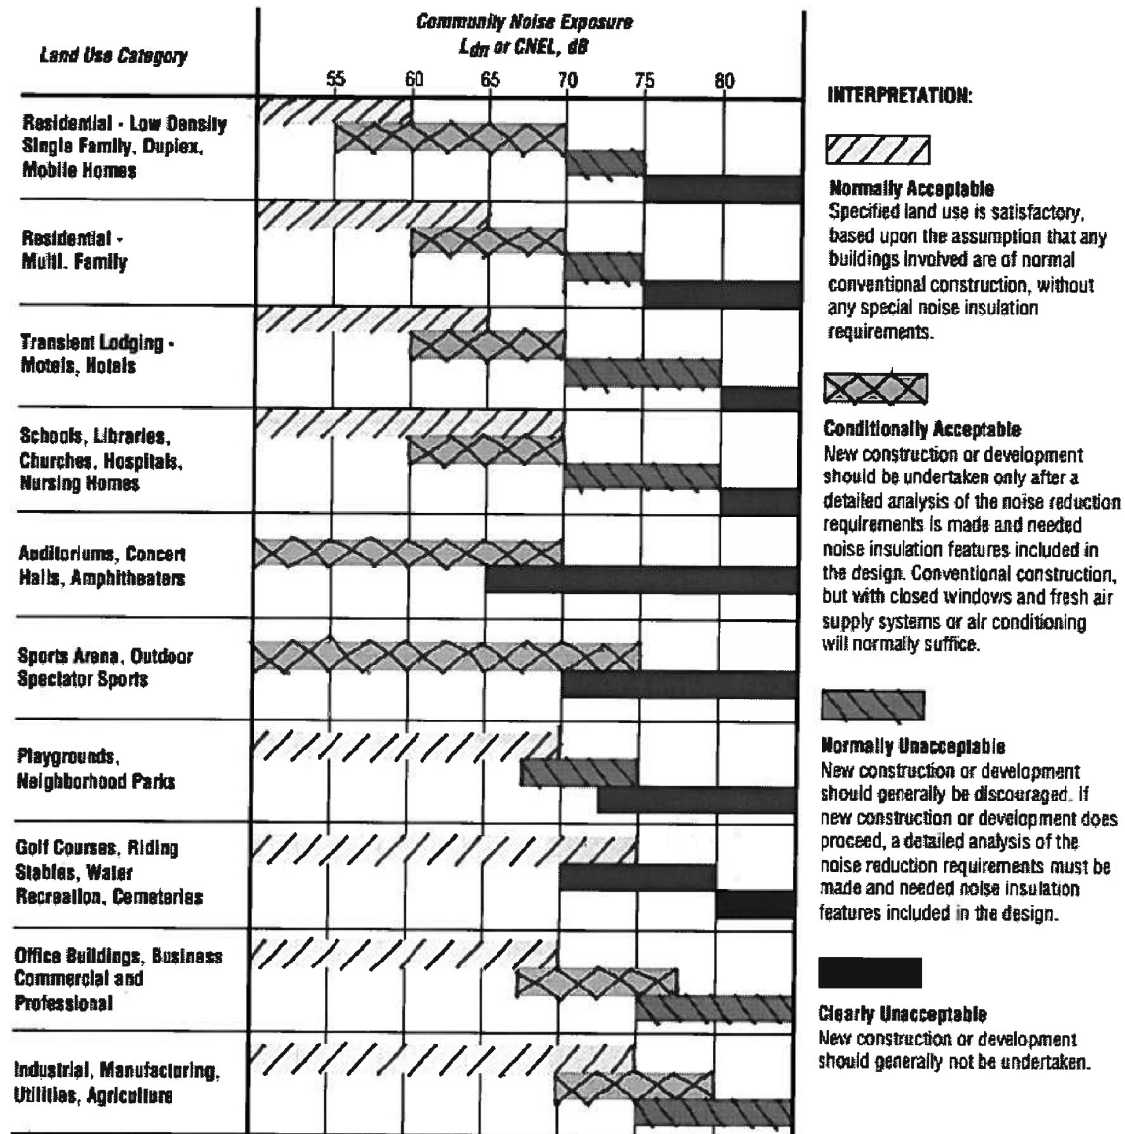 Community Noise Exposure
Ldn or CNEL, dB
Land Use Category
55 60 65 70 75 80
Residential - Low Density
Single Family, Duplex,
Mobile Homes
Residential -
Multi. Family
Transient Lodging -
Motels, Hotels
Schools, Libraries,
Churches, Hospitals,
Nursing Homes
Auditoriums, Concert
Halls, Amphitheaters
Sports Arena, Outdoor
Spectator Sports
Playgrounds,
Neighborhood Parks
Golf Courses, Riding
Stables, Water
Recreation, Cemeteries
Office Buildings, Business
Commercial and
Professional
Industrial, Manufacturing,
Utilities, Agriculture
INTERPRETATION:
Normally Acceptable
Specified land use is satisfactory,
based upon the assumption that any
buildings involved are of normal
conventional construction, without
any special noise insulation
requirements.
Conditionally Acceptable
New construction or development
should be undertaken only after a
detailed analysis of the noise reduction
requirements is made and needed
noise insulation features included in
the design. Conventional construction,
but with closed windows and fresh air
supply systems or air conditioning
will normally suffice.
Normally Unacceptable
New construction or development
should generally be discouraged. If
new construction or development does
proceed, a detailed analysis of the
noise reduction requirements must be
made and needed noise insulation
features included in the design.
Clearly Unacceptable
New construction or development
should generally not be undertaken.